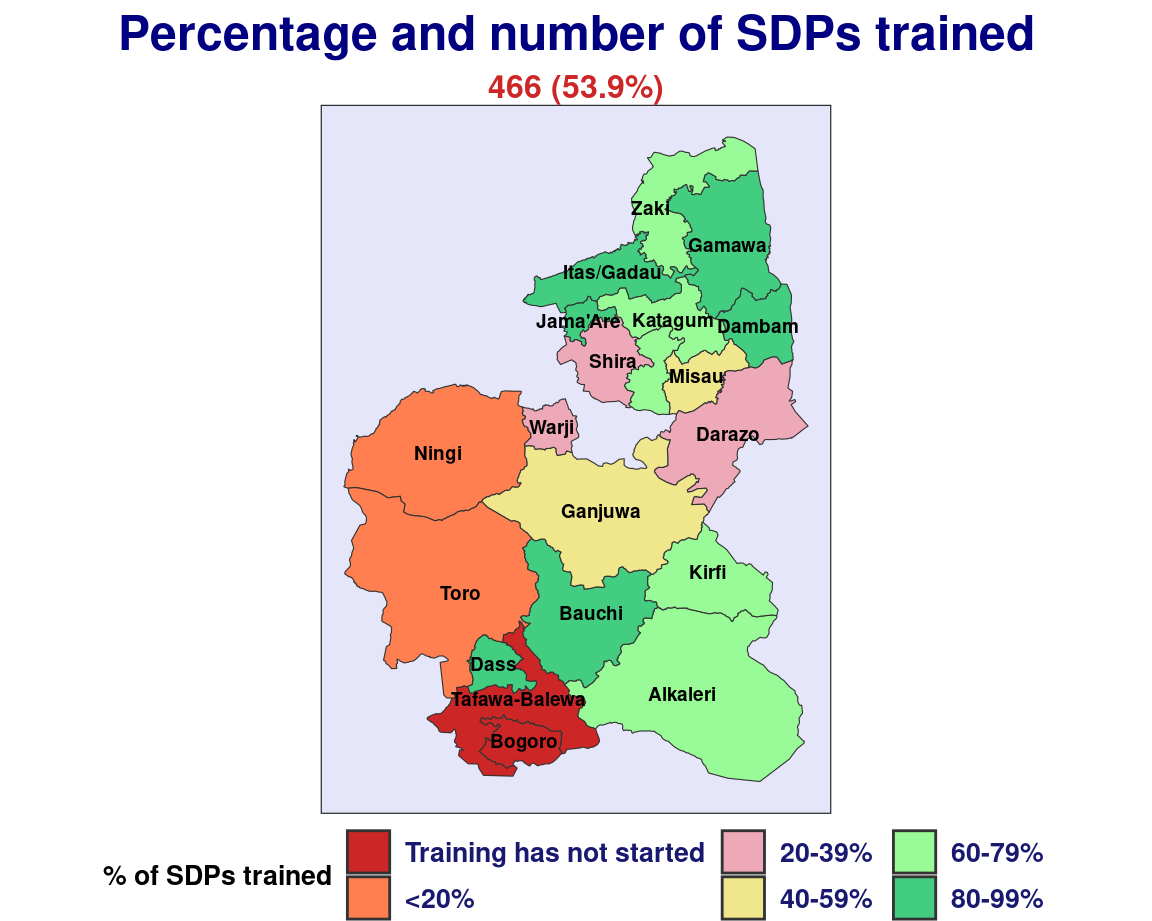 Percentage and number of SDPs trained
466 (53.9%)
Zaki
Gamawa
Itas/Gadau
Jama'Are
Katagum
Dambam
Shira
Misau
Warji
Darazo
Ningi
Ganjuwa
Kirfi
Toro
Bauchi
Dass
Alkaleri
Tafawa-Balewa
Bogoro
% of SDPs trained
Training has not started
<20%
20-39%
40-59%
60-79%
80-99%